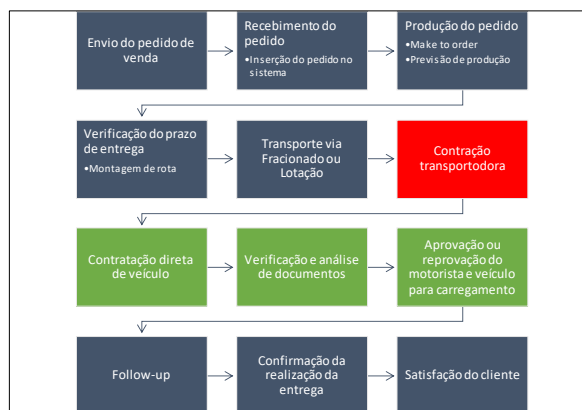 Envio do pedido de
venda
Recebimento do
pedido
•Inserção do pedido no
sistema
Produção do pedido
•Make to order
•Previsão de produção
Verificação do prazo
de entrega
•Montagem de rota
Transporte via
Fracionado ou
Lotação
Contração
transportodora
Contratação direta
de veículo
Verificação e análise
de documentos
Aprovação ou
reprovação do
motorista e veículo
para carregamento
Follow-up
Confirmação da
realização da
entrega
Satisfação do cliente